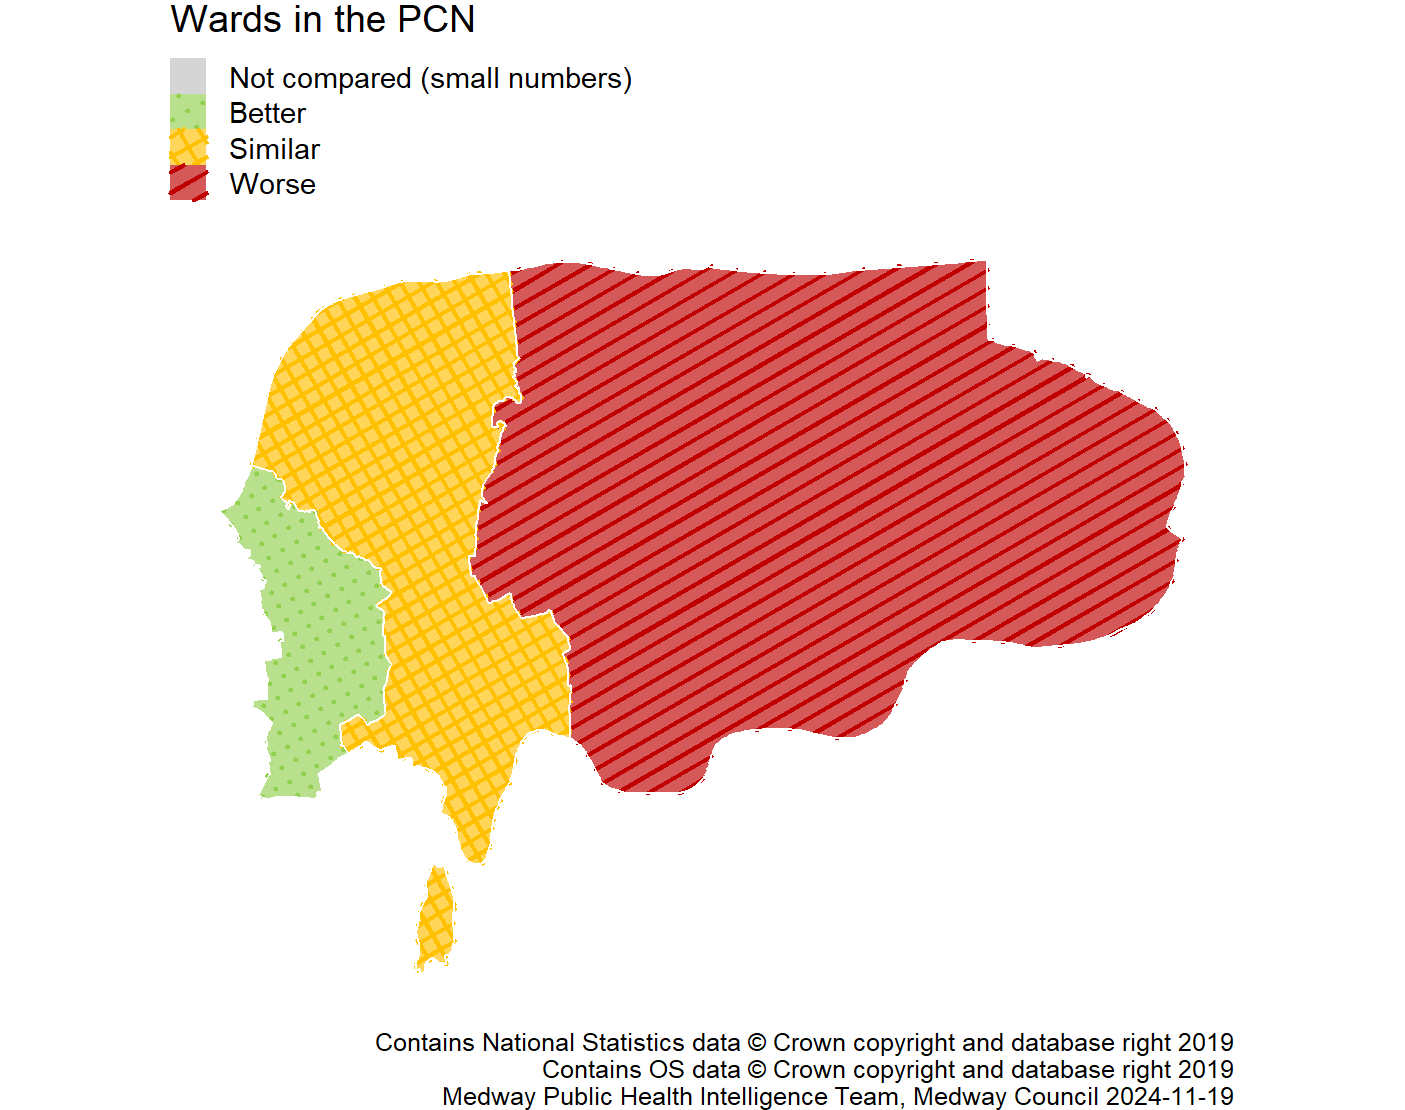 Wards in the PCN
Not compared (small numbers)
Better
Similar
Worse
Contains National Statistics data © Crown copyright and database right 2019
Contains OS data © Crown copyright and database right 2019
Medway Public Health Intelligence Team, Medway Council 2024-11-19